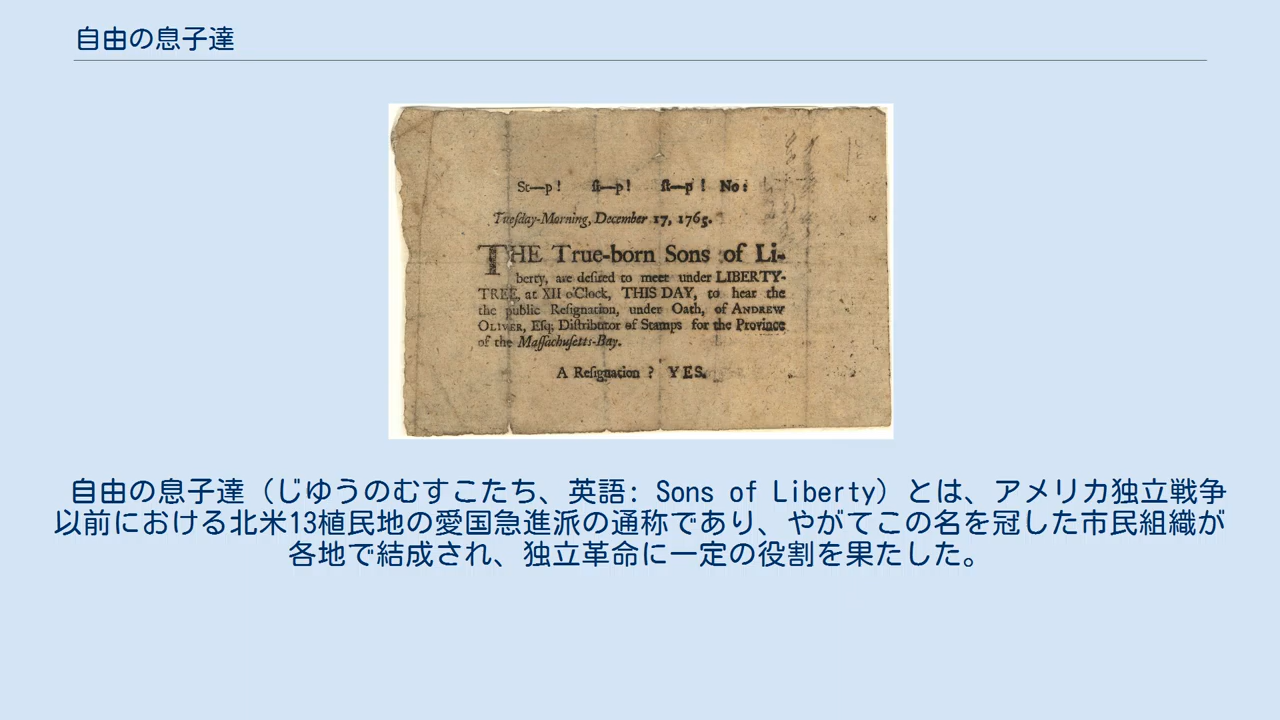 自由の息子達
St—p! ſt—p! ſt—p! No:
Tueſday-Morning, December 17, 1765.
THE True-born Sons of Li-
berty, are deſired to meet under LIBERTY-
TREE, at XII o'Clock, THIS DAY, to hear the
the public Reſignation, under Oath, of ANDREW
OLIVER, Eſq; Diſtributor of Stamps for the Province
of the Maſſachuſetts-Bay.
A Reſignation? YES.
自由の息子達（じゆうのむすこたち、英語: Sons of Liberty）とは、アメリカ独立戦争
以前における北米13植民地の愛国急進派の通称であり、やがてこの名を冠した市民組織が
各地で結成され、独立革命に一定の役割を果たした。